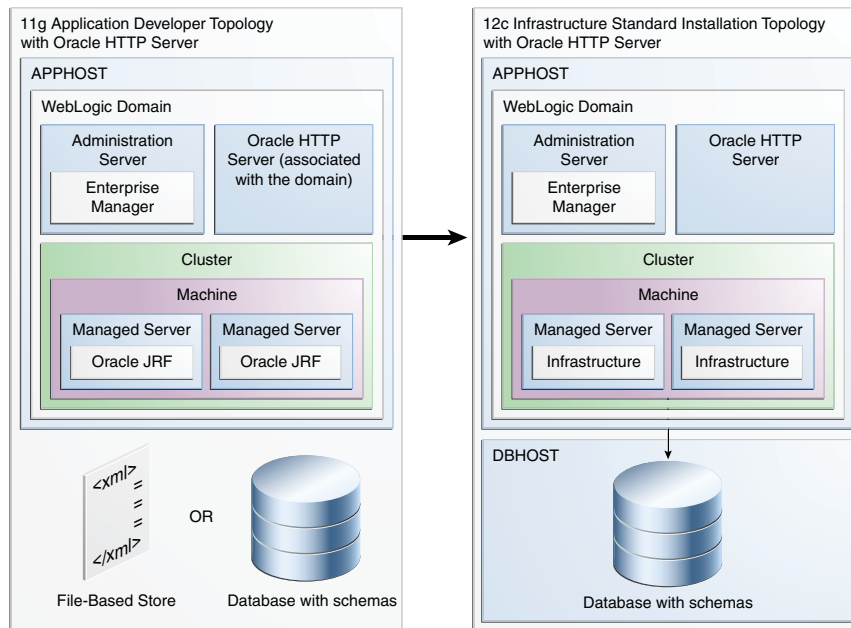 11g Application Developer Topology
with Oracle HTTP Server
APPHOST
WebLogic Domain
Administration
Server
Enterprise
Manager
Oracle HTTP
Server (associated
with the domain)
Cluster
Machine
Managed Server
Oracle JRF
Managed Server
Oracle JRF
<xml>
=
=
=
</xml>
File-Based Store
OR
Database with schemas
12c Infrastructure Standard Installation Topology
with Oracle HTTP Server
APPHOST
WebLogic Domain
Administration
Server
Enterprise
Manager
Oracle HTTP
Server
Cluster
Machine
Managed Server
Infrastructure
Managed Server
Infrastructure
DBHOST
Database with schemas